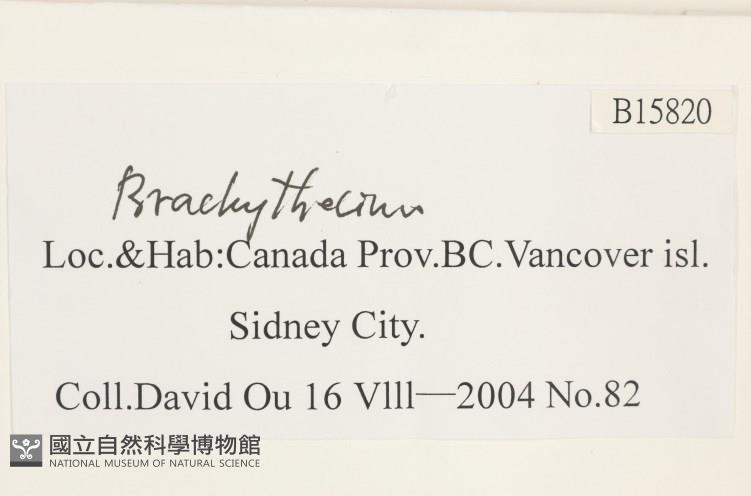 B15820
Brachythecium
Loc.&Hab:Canada Prov.BC.Vancover isl.
Sidney City.
Coll.David Ou 16 Vlll—2004 No.82
國立自然科學博物館
NATIONAL MUSEUM OF NATURAL SCIENCE